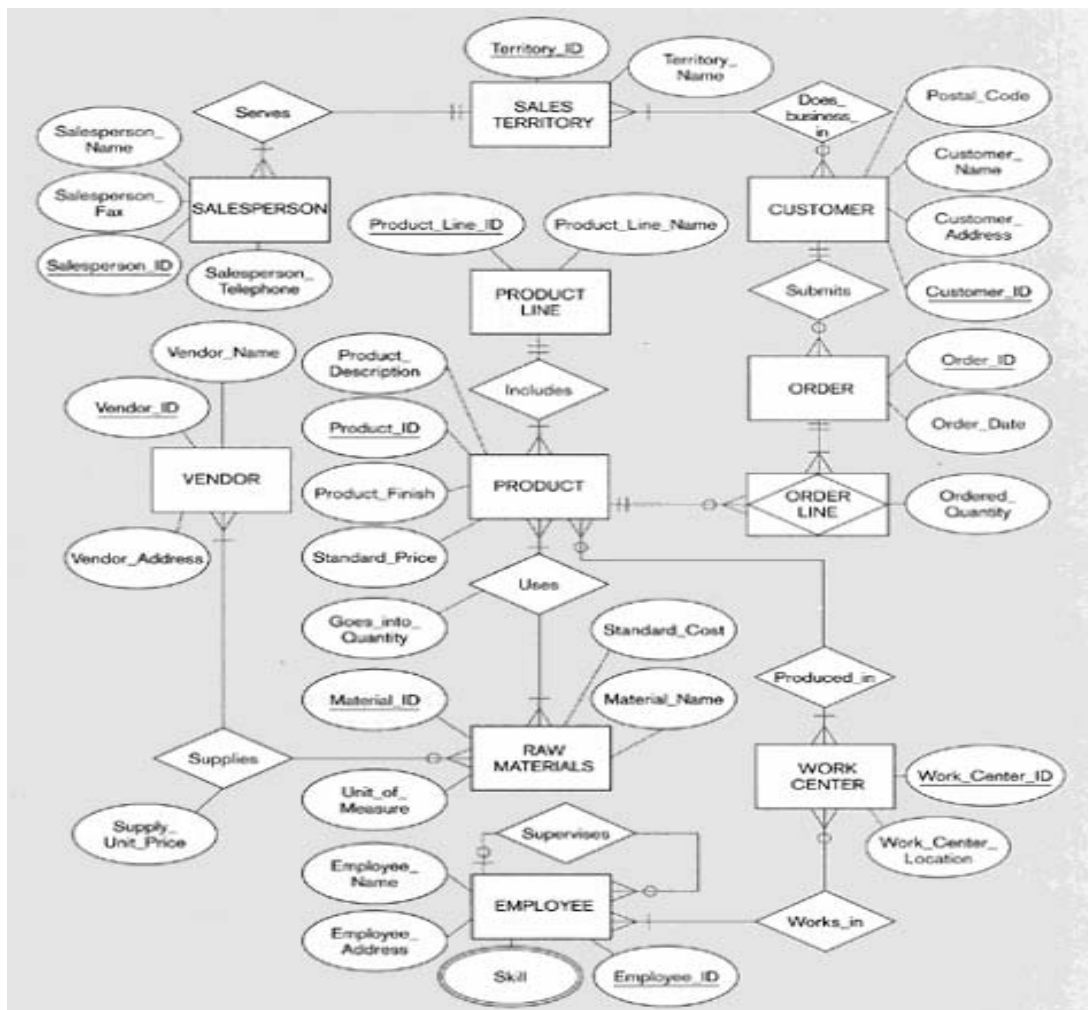 Territory_ID
Territory_
Name
Serves
SALES
TERRITORY
Does_
business_
in
Postal_Code
Salesperson_
Name
Customer_
Name
Salesperson_
Fax
SALESPERSON
Product_Line_ID
Product_Line_Name
CUSTOMER
Customer_
Address
Salesperson_ID
Salesperson_
Telephone
PRODUCT
LINE
Submits
Customer_ID
Vendor_Name
Product_
Description
Order_ID
Includes
ORDER
Vendor_ID
Product_ID
Order_Date
VENDOR
Product_Finish
PRODUCT
ORDER
LINE
Ordered_
Quantity
Vendor_Address
Standard_Price
Uses
Goes_into_
Quantity
Standard_Cost
Produced_in
Material_ID
Material_Name
Supplies
RAW
MATERIALS
WORK
CENTER
Work_Center_ID
Unit_of_
Measure
Supply_
Unit_Price
Supervises
Work_Center_
Location
Employee_
Name
EMPLOYEE
Works_in
Employee_
Address
Skill
Employee_ID